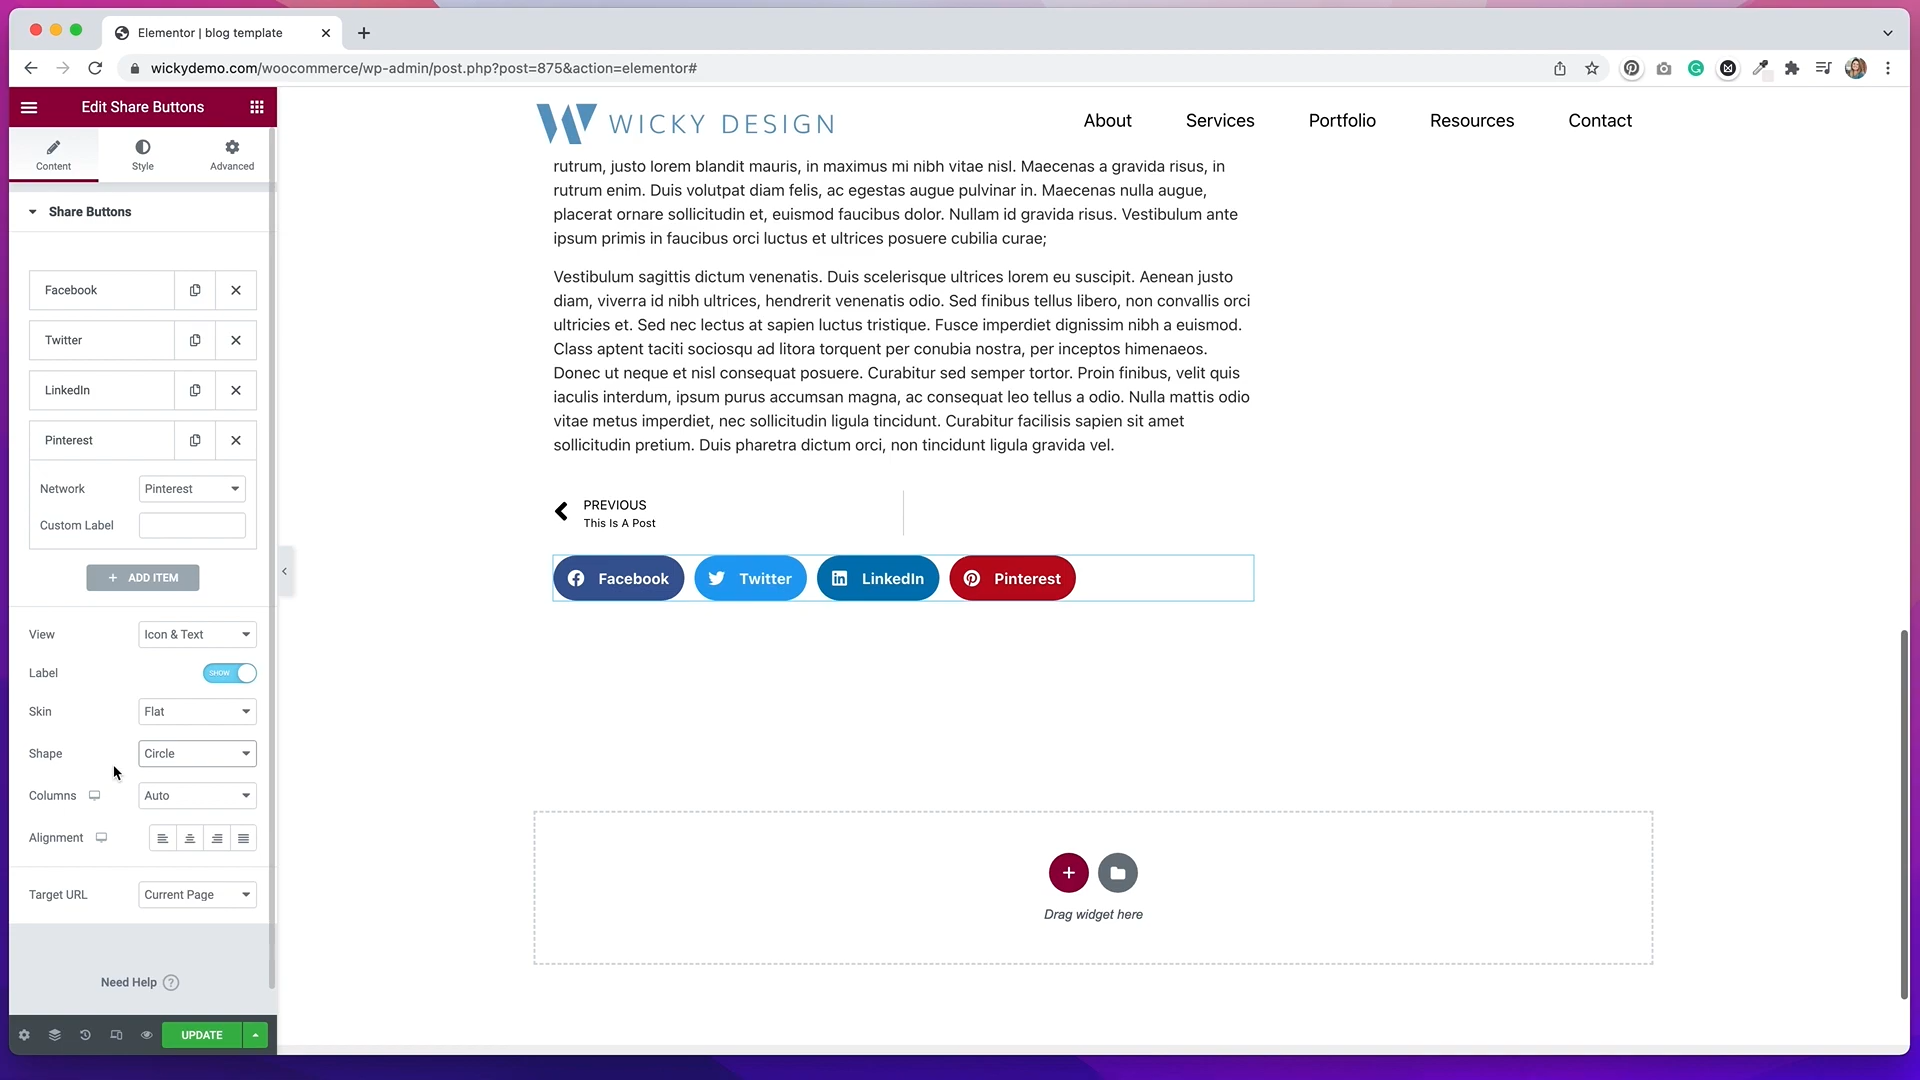 Elementor | blog template
wickydemo.com/woocommerce/wp-admin/post.php?post=875&action=elementor#
Edit Share Buttons
Content
Style
Advanced
Share Buttons
Facebook
Twitter
LinkedIn
Pinterest
Network
Pinterest
Custom Label
ADD ITEM
View
Icon & Text
Label
SHOW
Skin
Flat
Shape
Circle
Columns
Auto
Alignment
Target URL
Current Page
Need Help
UPDATE
WICKY DESIGN
About
Services
Portfolio
Resources
Contact
rutrum, justo lorem blandit mauris, in maximus mi nibh vitae nisl. Maecenas a gravida risus, in
rutrum enim. Duis volutpat diam felis, ac egestas augue pulvinar in. Maecenas nulla augue,
placerat ornare sollicitudin et, euismod faucibus dolor. Nullam id gravida risus. Vestibulum ante
ipsum primis in faucibus orci luctus et ultrices posuere cubilia curae;
Vestibulum sagittis dictum venenatis. Duis scelerisque ultrices lorem eu suscipit. Aenean justo
diam, viverra id nibh ultrices, hendrerit venenatis odio. Sed finibus tellus libero, non convallis orci
ultricies et. Sed nec lectus at sapien luctus tristique. Fusce imperdiet dignissim nibh a euismod.
Class aptent taciti sociosqu ad litora torquent per conubia nostra, per inceptos himenaeos.
Donec ut neque et nisl consequat posuere. Curabitur sed semper tortor. Proin finibus, velit quis
iaculis interdum, ipsum purus accumsan magna, ac consequat leo tellus a odio. Nulla mattis odio
vitae metus imperdiet, nec sollicitudin ligula tincidunt. Curabitur facilisis sapien sit amet
sollicitudin pretium. Duis pharetra dictum orci, non tincidunt ligula gravida vel.
PREVIOUS
This Is A Post
Facebook
Twitter
LinkedIn
Pinterest
Drag widget here